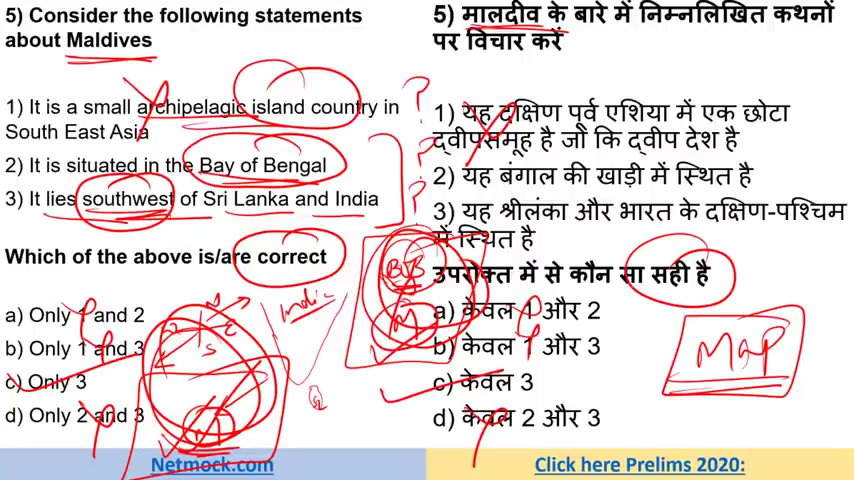 5) Consider the following statements
about Maldives
1) It is a small archipelagic island country in
South East Asia
2) It is situated in the Bay of Bengal
3) It lies southwest of Sri Lanka and India
Which of the above is/are correct
a) Only 1 and 2
b) Only 1 and 3
c) Only 3
d) Only 2 and 3
Netmock.com
5) मालदीव के बारे में निम्नलिखित कथनों
पर विचार करें
1) यह दक्षिण पूर्व एशिया में एक छोटा
द्वीपसमूह है जो कि द्वीप देश है
2) यह बंगाल की खाड़ी में स्थित है
3) यह श्रीलंका और भारत के दक्षिण-पश्चिम
में स्थित है
उपरोक्त में से कौन सा सही है
a) केवल 1 और 2
b) केवल 1 और 3
c) केवल 3
d) केवल 2 और 3
Click here Prelims 2020:
? 
?
?
India
BOB
M
N
E
S
M
MAP